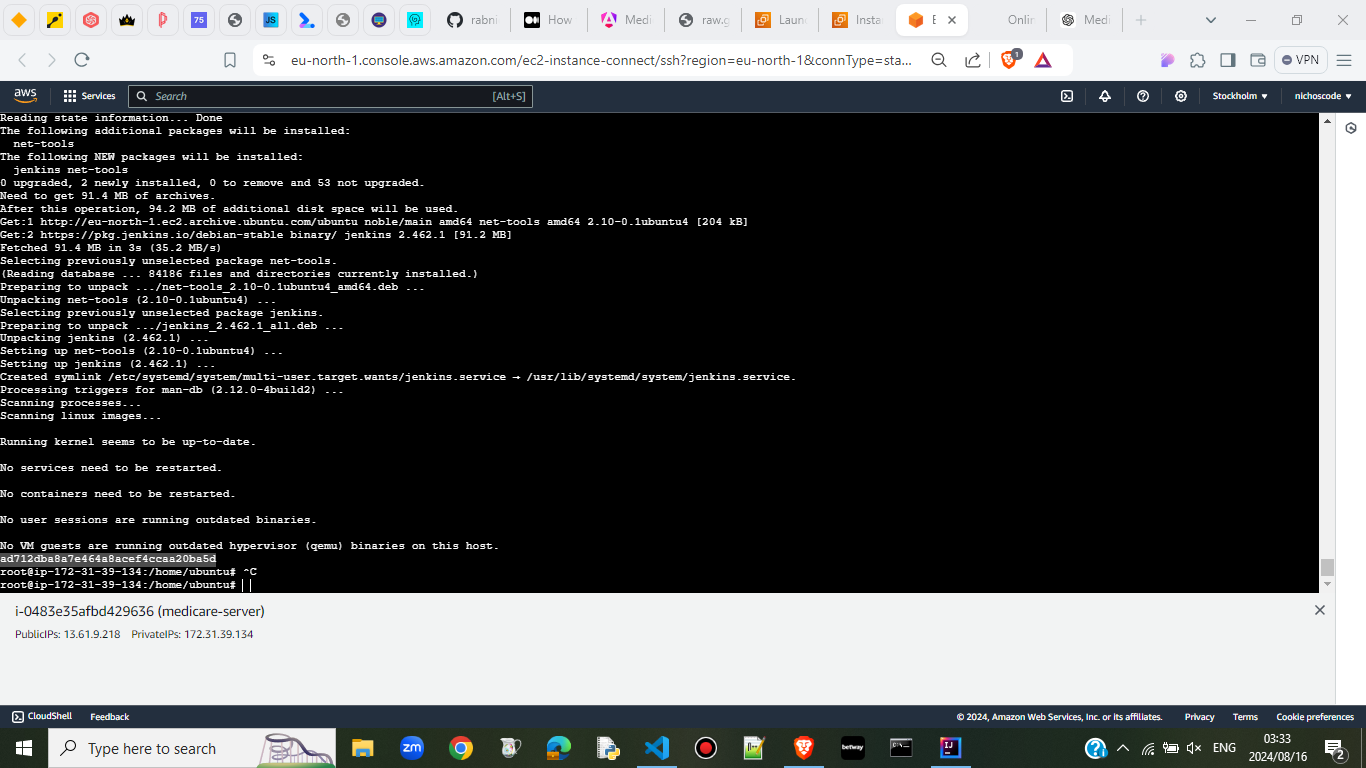 rabni
How
Medi
raw.g
Laun
Insta
E
Onlin
Medi
75
JS
eu-north-1.console.aws.amazon.com/ec2-instance-connect/ssh?region=eu-north-1&connType=sta...
1
VPN
aws
Services
Search
[Alt+S]
Stockholm
nichoscode
Reading state information... Done
The following additional packages will be installed:
net-tools
The following NEW packages will be installed:
jenkins net-tools
0 upgraded, 2 newly installed, 0 to remove and 53 not upgraded.
Need to get 91.4 MB of archives.
After this operation, 94.2 MB of additional disk space will be used.
Get:1 http://eu-north-1.ec2.archive.ubuntu.com/ubuntu noble/main amd64 net-tools amd64 2.10-0.1ubuntu4 [204 kB]
Get:2 https://pkg.jenkins.io/debian-stable binary/ jenkins 2.462.1 [91.2 MB]
Fetched 91.4 MB in 3s (35.2 MB/s)
Selecting previously unselected package net-tools.
(Reading database ... 84186 files and directories currently installed.)
Preparing to unpack .../net-tools_2.10-0.1ubuntu4_amd64.deb ...
Unpacking net-tools (2.10-0.1ubuntu4) ...
Selecting previously unselected package jenkins.
Preparing to unpack .../jenkins_2.462.1_all.deb ...
Unpacking jenkins (2.462.1) ...
Setting up net-tools (2.10-0.1ubuntu4) ...
Setting up jenkins (2.462.1) ...
Created symlink /etc/systemd/system/multi-user.target.wants/jenkins.service → /usr/lib/systemd/system/jenkins.service.
Processing triggers for man-db (2.12.0-4build2) ...
Scanning processes...
Scanning linux images...
Running kernel seems to be up-to-date.
No services need to be restarted.
No containers need to be restarted.
No user sessions are running outdated binaries.
No VM guests are running outdated hypervisor (qemu) binaries on this host.
ad712dba8a7e464a8acef4ccaa20ba5d
root@ip-172-31-39-134:/home/ubuntu# ^C
root@ip-172-31-39-134:/home/ubuntu#
i-0483e35afbd429636 (medicare-server)
PublicIPs: 13.61.9.218 PrivateIPs: 172.31.39.134
CloudShell
Feedback
© 2024, Amazon Web Services, Inc. or its affiliates.
Privacy
Terms
Cookie preferences
Type here to search
zm
betway
ENG
03:33
2024/08/16
2